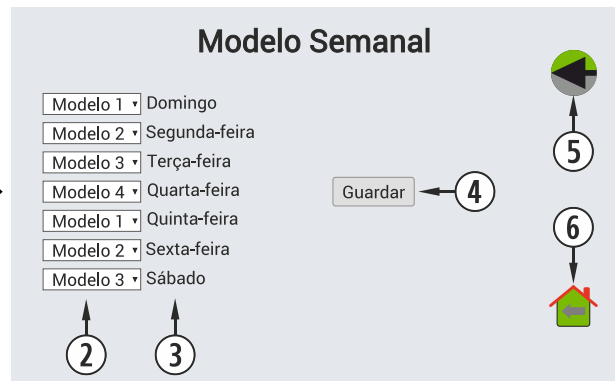 Modelo Semanal
Modelo 1 Domingo
Modelo 2 Segunda-feira
Modelo 3 Terça-feira
Modelo 4 Quarta-feira
Modelo 1 Quinta-feira
Modelo 2 Sexta-feira
Modelo 3 Sábado
Guardar
4
5
6
2
3